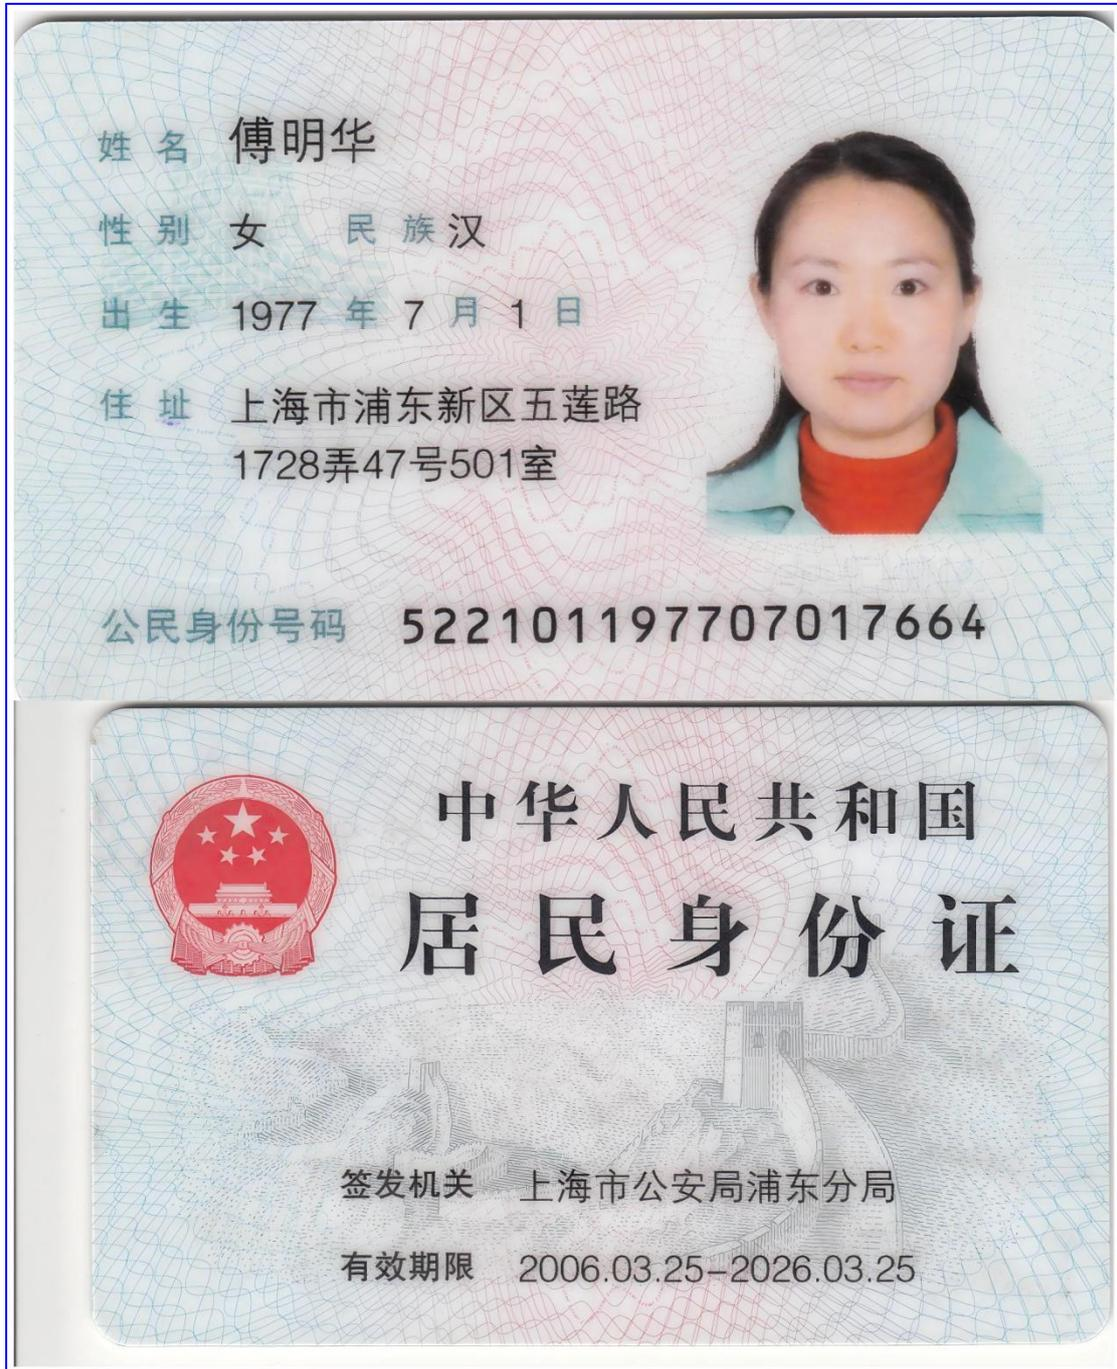 姓名 傅明华
性别 女 民族 汉
出生 1977 年 7 月 1 日
住址 上海市浦东新区五莲路
1728弄47号501室
公民身份号码 522101197707017664
中华人民共和国
居民身份证
签发机关 上海市公安局浦东分局
有效期限 2006.03.25-2026.03.25